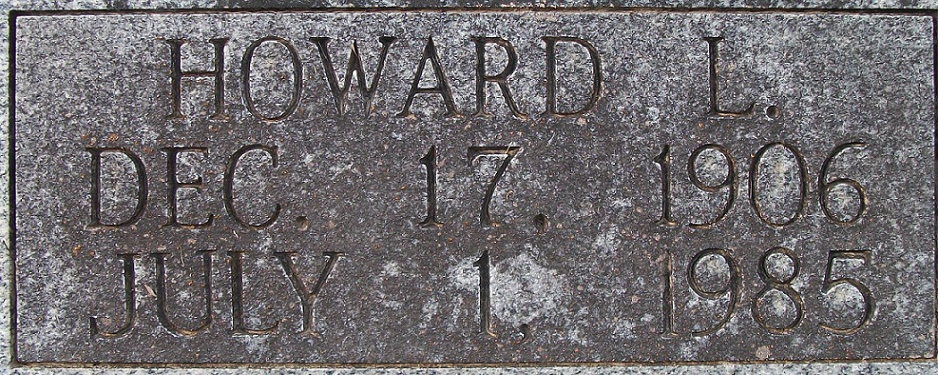 HOWARD L.
DEC. 17, 1906
JULY 1, 1985